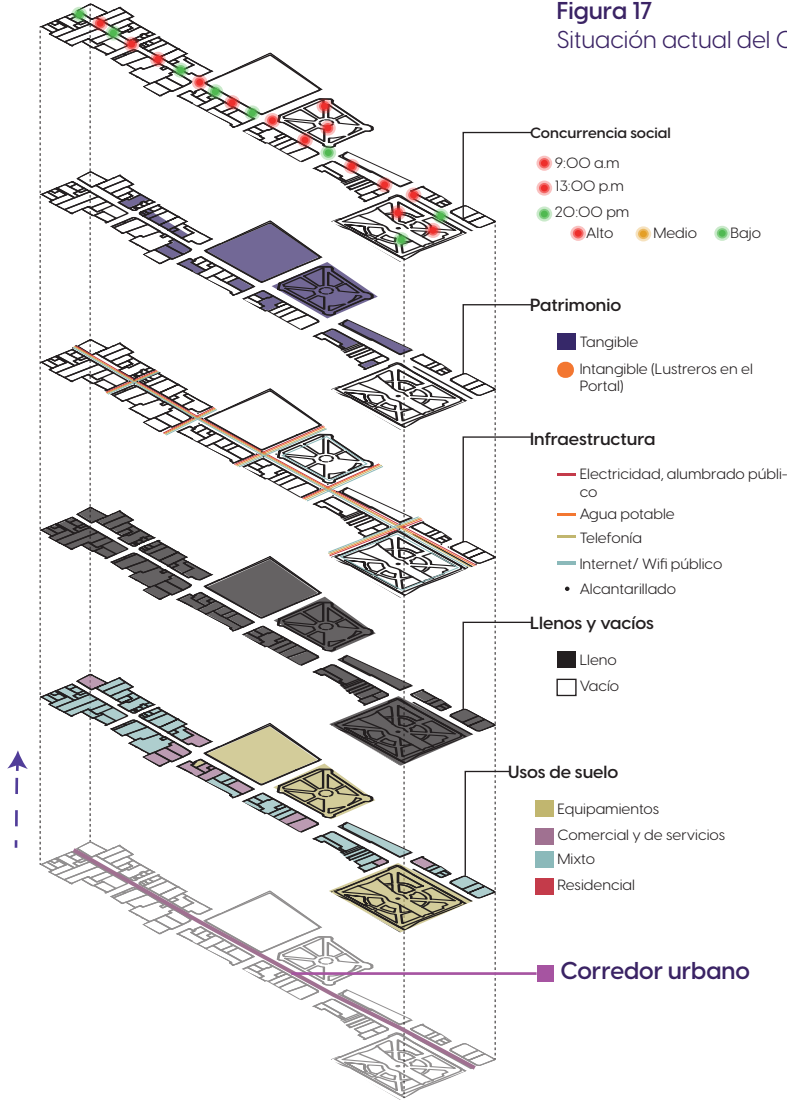 Figura 17
Situación actual del C
Concurrencia social
9:00 a.m
13:00 p.m
20:00 pm
Alto
Medio
Bajo
Patrimonio
Tangible
Intangible (Lustreros en el
Portal)
Infraestructura
Electricidad, alumbrado públi-
co
Agua potable
Telefonía
Internet/ Wifi público
Alcantarillado
Llenos y vacíos
Lleno
Vacío
Usos de suelo
Equipamientos
Comercial y de servicios
Mixto
Residencial
Corredor urbano